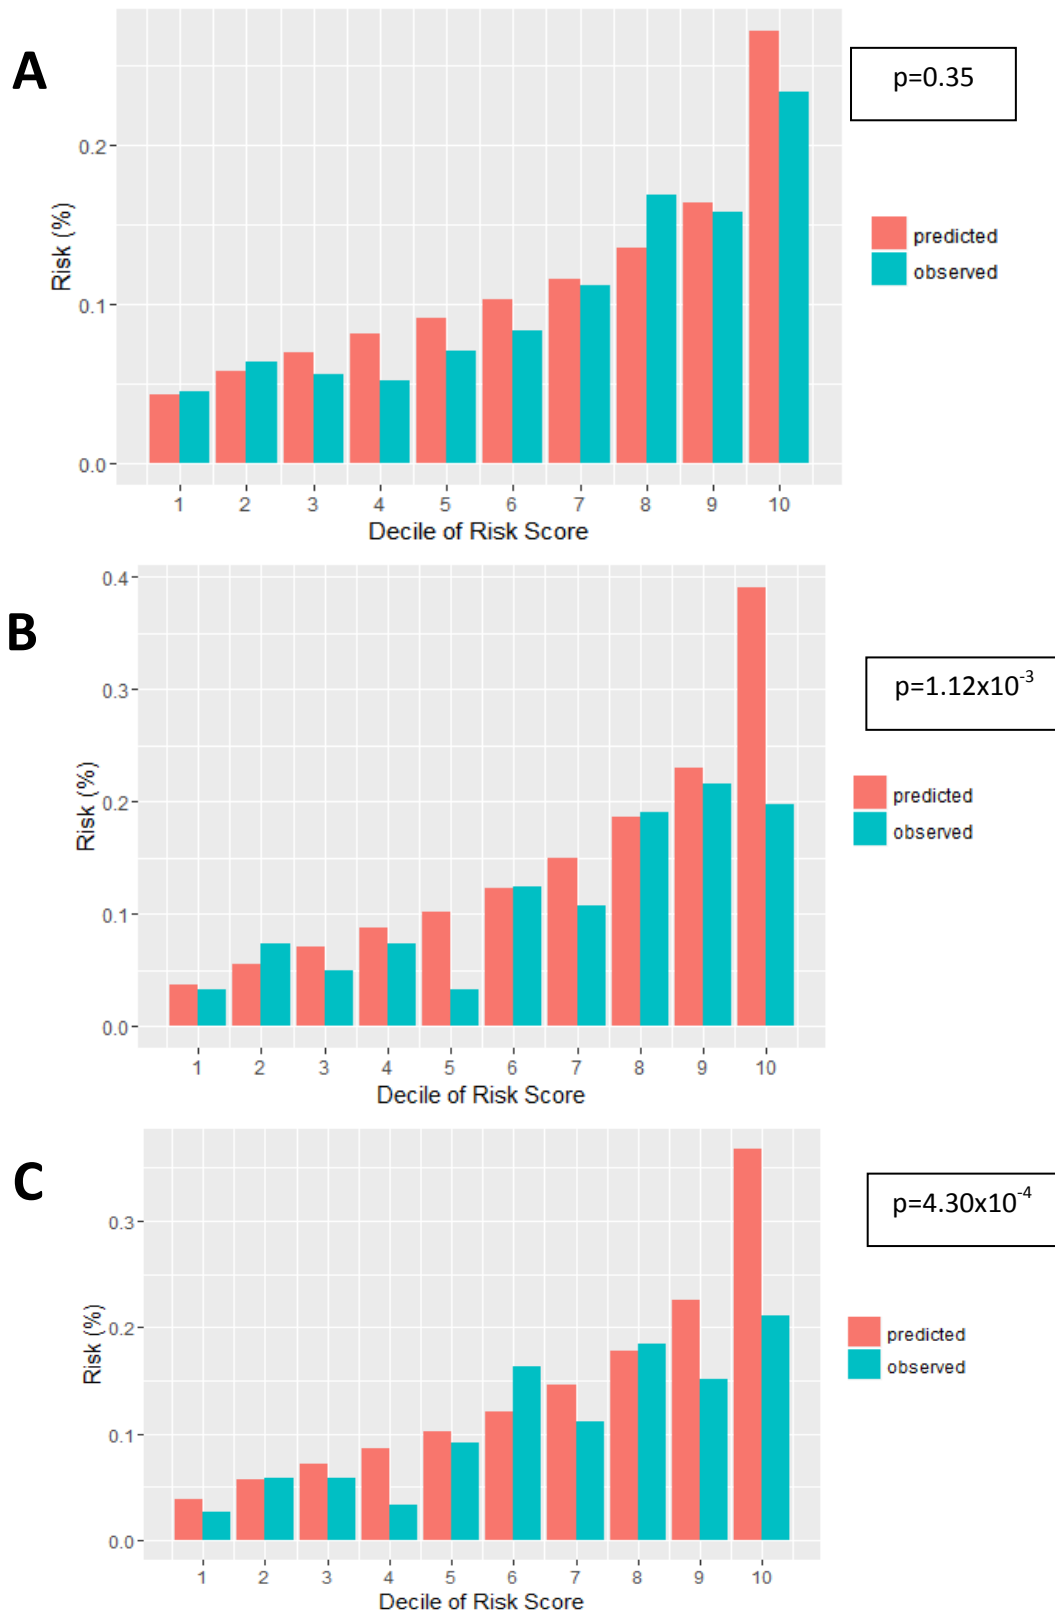 A
p=0.35
0.2
0.1
0.0
Risk (%)
predicted
observed
1 2 3 4 5 6 7 8 9 10
Decile of Risk Score
B
p=1.12x10⁻³
0.4
0.3
0.2
0.1
0.0
Risk (%)
predicted
observed
1 2 3 4 5 6 7 8 9 10
Decile of Risk Score
C
p=4.30x10⁻⁴
0.3
0.2
0.1
0.0
Risk (%)
predicted
observed
1 2 3 4 5 6 7 8 9 10
Decile of Risk Score